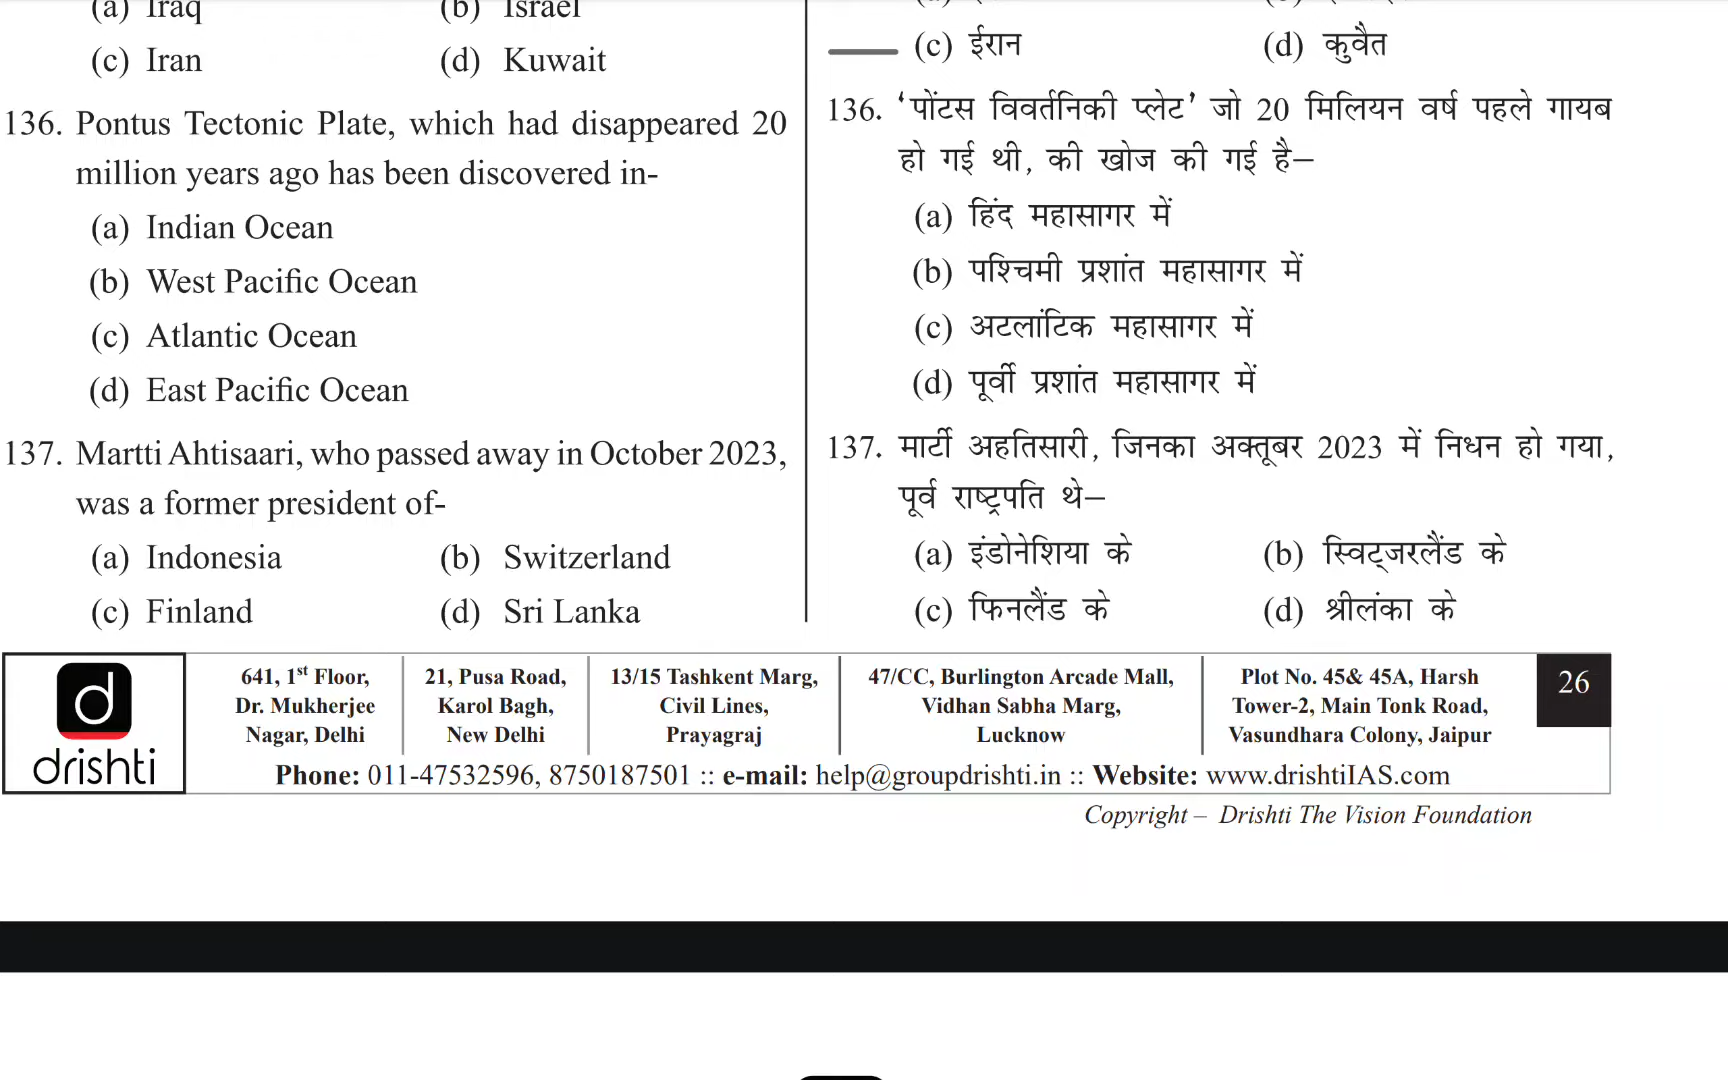 (a) Iraq (b) Israel
(c) Iran (d) Kuwait
136. Pontus Tectonic Plate, which had disappeared 20
million years ago has been discovered in-
(a) Indian Ocean
(b) West Pacific Ocean
(c) Atlantic Ocean
(d) East Pacific Ocean
137. Martti Ahtisaari, who passed away in October 2023,
was a former president of-
(a) Indonesia (b) Switzerland
(c) Finland (d) Sri Lanka
(c) ईरान (d) कुवैत
136. ‘पोंटस विवर्तनिकी प्लेट’ जो 20 मिलियन वर्ष पहले गायब
हो गई थी, की खोज की गई है–
(a) हिंद महासागर में
(b) पश्चिमी प्रशांत महासागर में
(c) अटलांटिक महासागर में
(d) पूर्वी प्रशांत महासागर में
137. मार्टी अहतिसारी, जिनका अक्तूबर 2023 में निधन हो गया,
पूर्व राष्ट्रपति थे–
(a) इंडोनेशिया के (b) स्विट्जरलैंड के
(c) फिनलैंड के (d) श्रीलंका के
d
drishti
641, 1st Floor,
Dr. Mukherjee
Nagar, Delhi
21, Pusa Road,
Karol Bagh,
New Delhi
13/15 Tashkent Marg,
Civil Lines,
Prayagraj
47/CC, Burlington Arcade Mall,
Vidhan Sabha Marg,
Lucknow
Plot No. 45& 45A, Harsh
Tower-2, Main Tonk Road,
Vasundhara Colony, Jaipur
26
Phone: 011-47532596, 8750187501 :: e-mail: help@groupdrishti.in :: Website: www.drishtiIAS.com
Copyright – Drishti The Vision Foundation